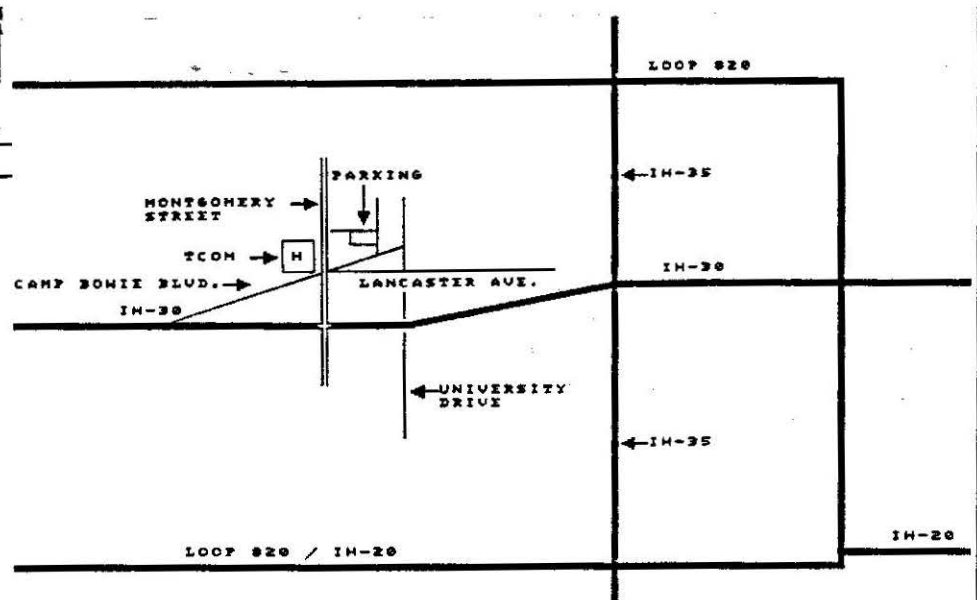 LOOP 820
IH-35
PARKING
MONTGOMERY
STREET
TCOM
H
IH-30
CAMP BOWIE BLVD.
LANCASTER AVE.
IH-30
UNIVERSITY
DRIVE
IH-35
IH-20
LOOP 820 / IH-20